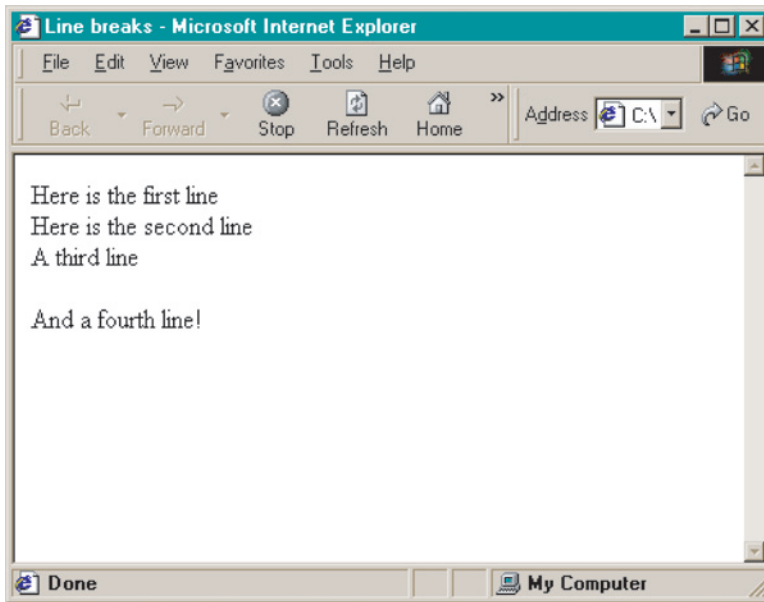 Line breaks - Microsoft Internet Explorer
File Edit View Favorites Tools Help
Back Forward Stop Refresh Home » Address C:\ Go
Here is the first line
Here is the second line
A third line
And a fourth line!
Done My Computer